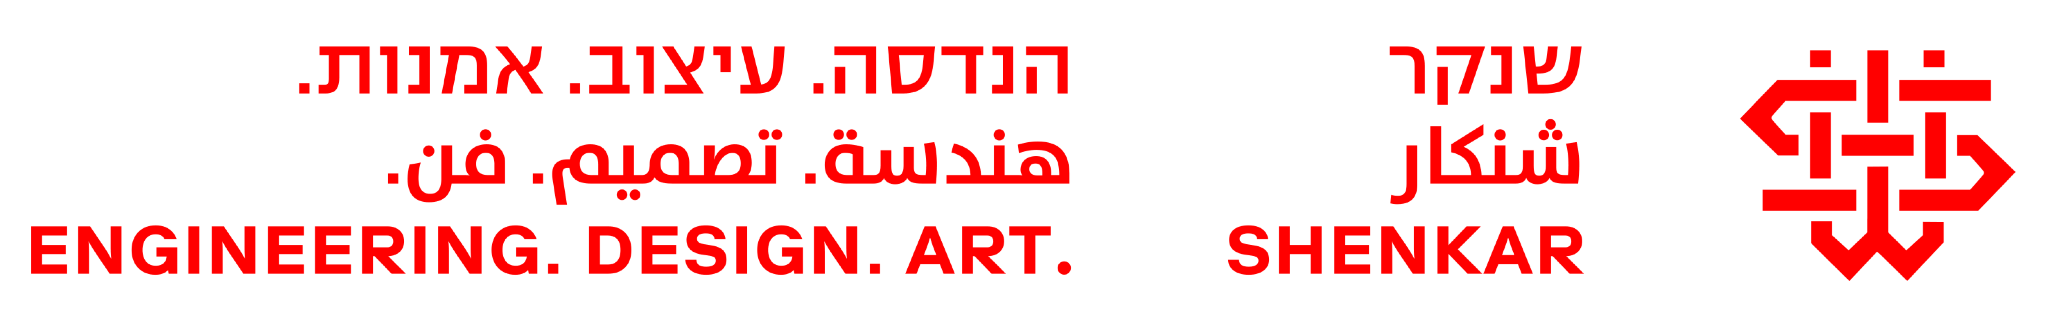 שנקר
شنكار
SHENKAR
הנדסה. עיצוב. אמנות.
هندسة. تصميم. فن.
ENGINEERING. DESIGN. ART.